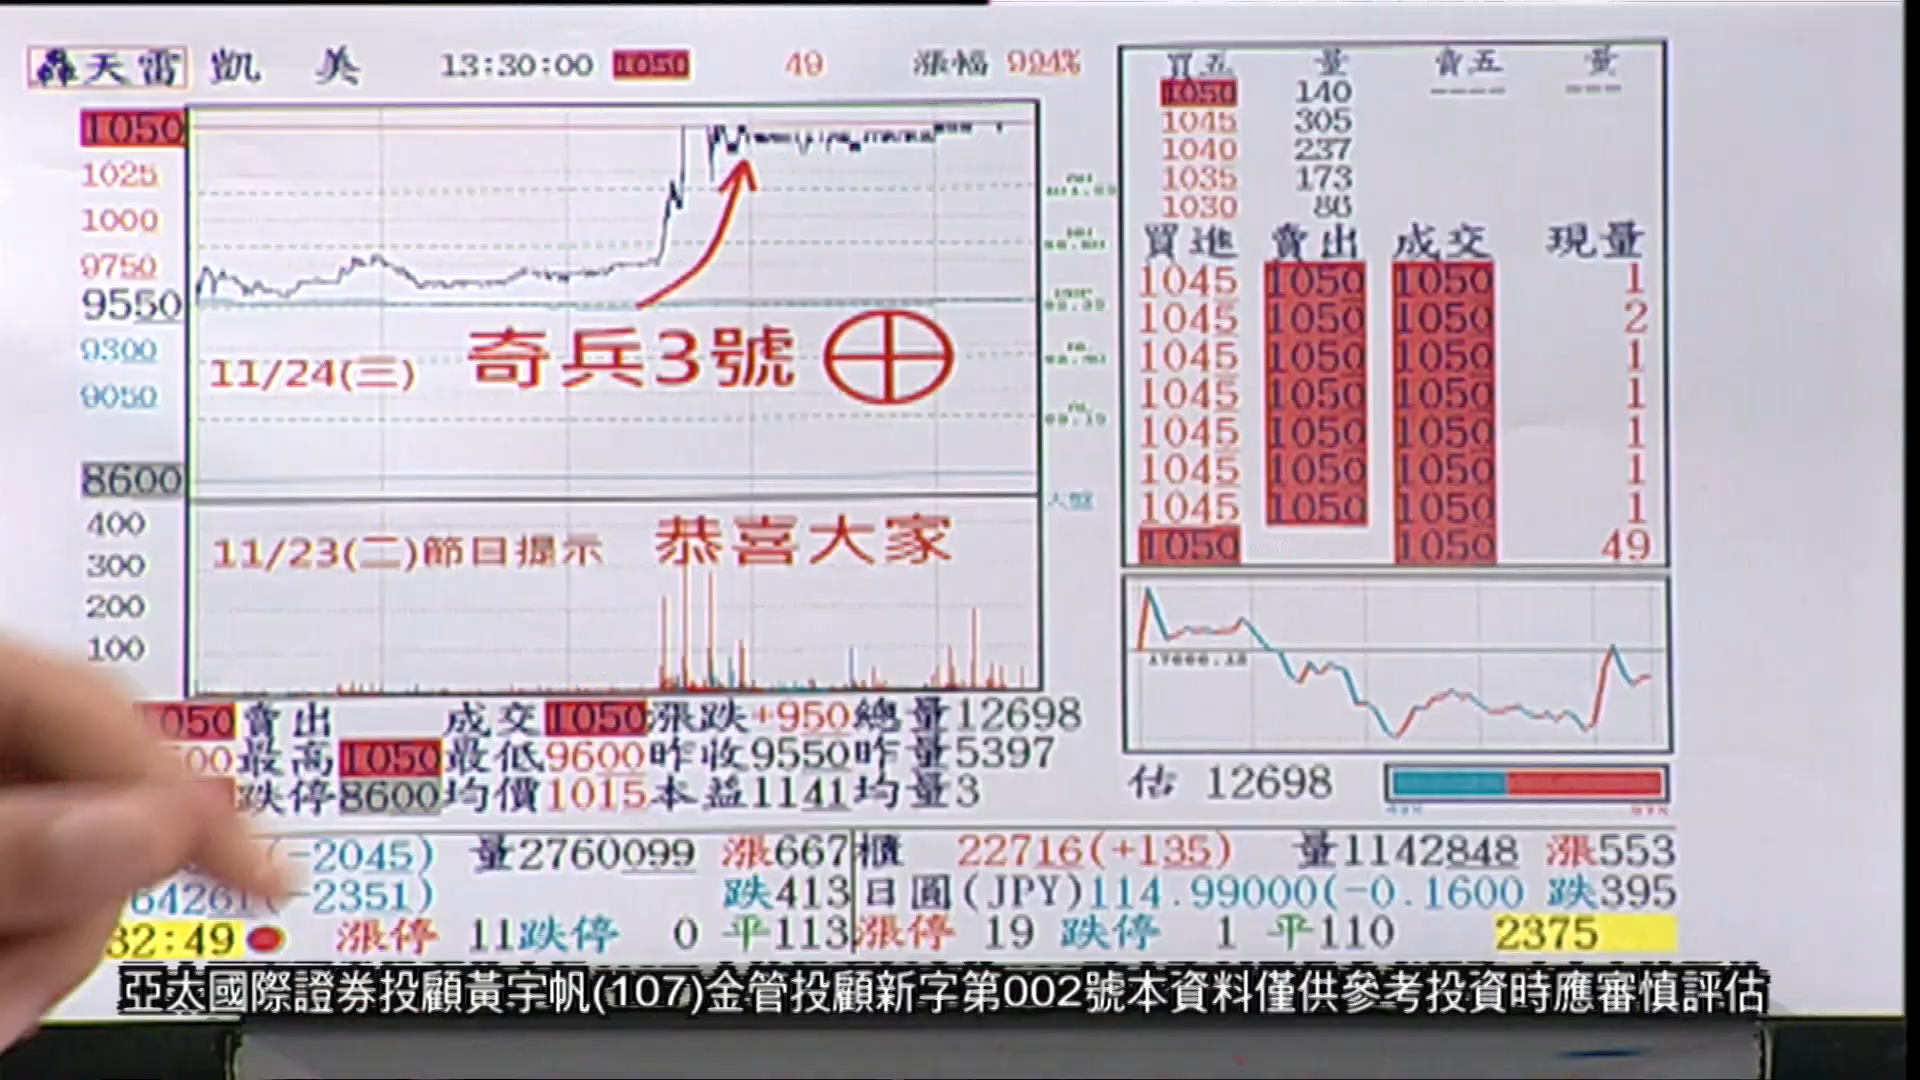 轟天雷 凱 美 13:30:00 1050 49 漲幅 994%
1050
1025
1000
9750
9550
9300
9050
8600
400
300
200
100
11/24(三) 奇兵3號
11/23(二)節目提示 恭喜大家
大盤
買五 量 賣五 量
1050 140 ---- ---
1045 305
1040 237
1035 173
1030 86
買進 賣出 成交 現量
1045 1050 1050 1
1045 1050 1050 2
1045 1050 1050 1
1045 1050 1050 1
1045 1050 1050 1
1045 1050 1050 1
1045 1050 1050 1
1050 1050 49
估 12698
1050 賣出 成交 1050 漲跌 +950 總量 12698
00 最高 1050 最低 9600 昨收 9550 昨量 5397
跌停 8600 均價 1015 本益 1141 均量 3
(-2045) 量2760099 漲667 櫃 22716(+135) 量1142848 漲553
64261(-2351) 跌413 日圓(JPY)114.99000(-0.1600 跌395
32:49 漲停 11 跌停 0 平113 漲停 19 跌停 1 平110 2375
亞太國際證券投顧黃宇帆(107)金管投顧新字第002號本資料僅供參考投資時應審慎評估